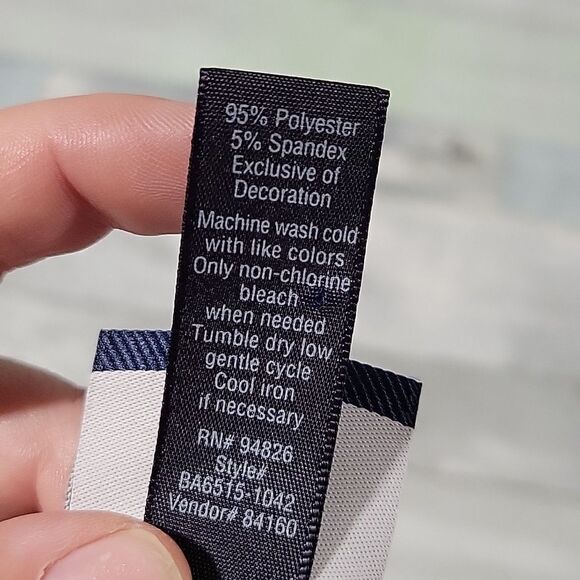 95% Polyester
5% Spandex
Exclusive of
Decoration
Machine wash cold
with like colors
Only non-chlorine
bleach
when needed
Tumble dry low
gentle cycle
Cool iron
if necessary
RN# 94826
Style#
BA6515-1042
Vendor# 84160